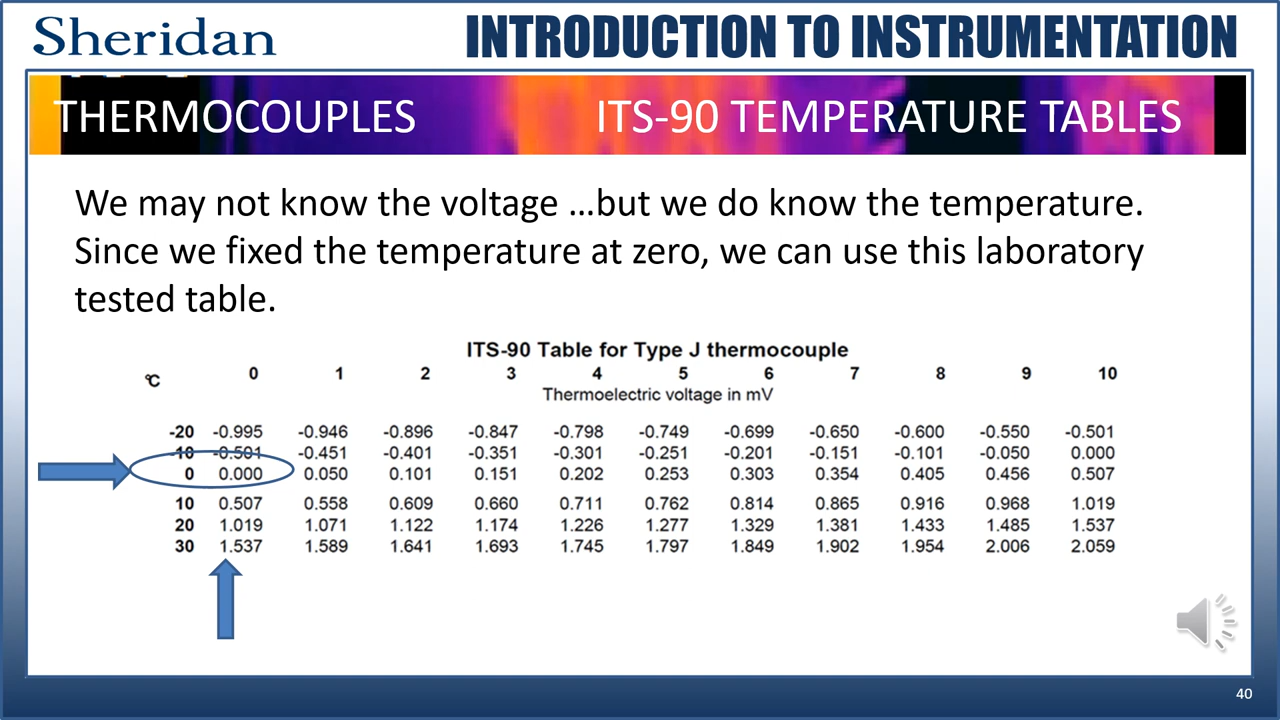 Sheridan
INTRODUCTION TO INSTRUMENTATION
THERMOCOUPLES ITS-90 TEMPERATURE TABLES
We may not know the voltage …but we do know the temperature.
Since we fixed the temperature at zero, we can use this laboratory
tested table.
ITS-90 Table for Type J thermocouple
°C 0 1 2 3 4 5 6 7 8 9 10
Thermoelectric voltage in mV
-20 -0.995 -0.946 -0.896 -0.847 -0.798 -0.749 -0.699 -0.650 -0.600 -0.550 -0.501
-10 -0.501 -0.451 -0.401 -0.351 -0.301 -0.251 -0.201 -0.151 -0.101 -0.050 0.000
0 0.000 0.050 0.101 0.151 0.202 0.253 0.303 0.354 0.405 0.456 0.507
10 0.507 0.558 0.609 0.660 0.711 0.762 0.814 0.865 0.916 0.968 1.019
20 1.019 1.071 1.122 1.174 1.226 1.277 1.329 1.381 1.433 1.485 1.537
30 1.537 1.589 1.641 1.693 1.745 1.797 1.849 1.902 1.954 2.006 2.059
40